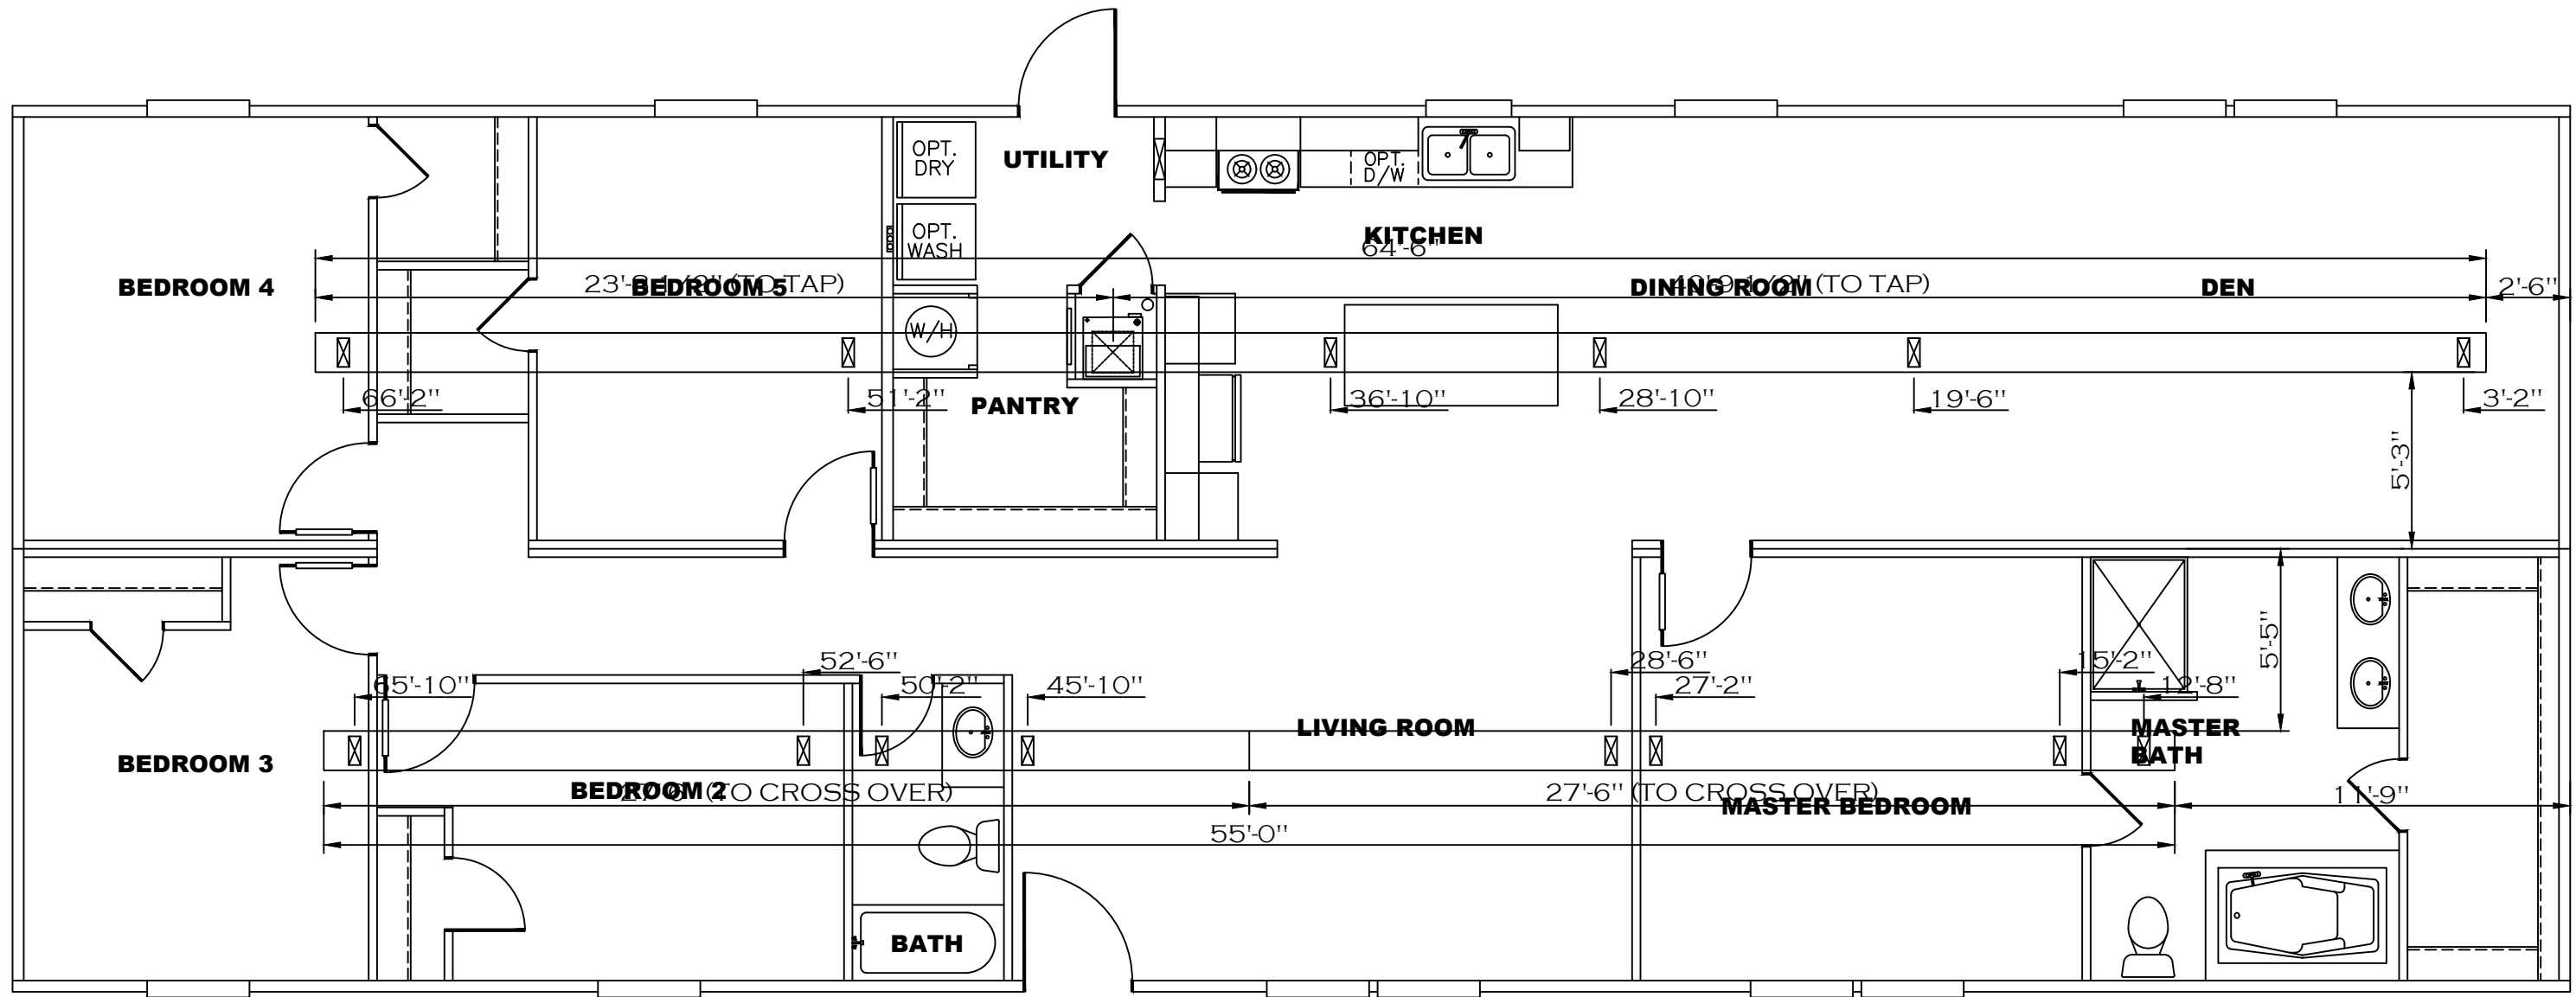 OPT.
DRY
UTILITY
OPT.
D/W
OPT.
WASH
KITCHEN
64'-6"
BEDROOM 4
BEDROOM 5
(TO TAP)
DINING ROOM
(TO TAP)
DEN
2'-6"
W/H
66'-2"
51'-2"
PANTRY
36'-10"
28'-10"
19'-6"
3'-2"
5'-3"
5'-5"
52'-6"
28'-6"
15'-2"
65'-10"
50'-2"
45'-10"
27'-2"
12'-8"
LIVING ROOM
MASTER
BATH
BEDROOM 3
BEDROOM 2
27'-6" (TO CROSS OVER)
27'-6" (TO CROSS OVER)
MASTER BEDROOM
11'-9"
55'-0"
BATH